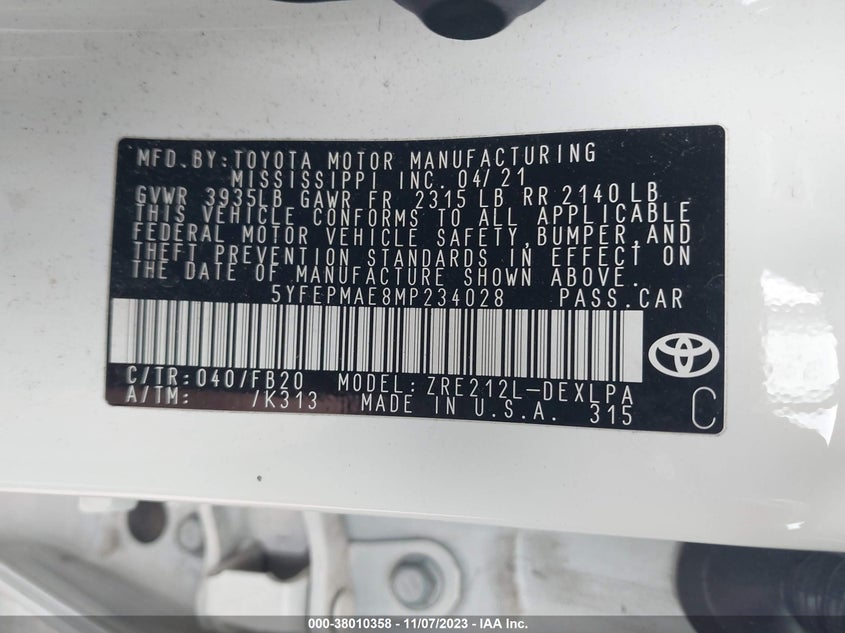 MFD.BY:TOYOTA MOTOR MANUFACTURING
MISSISSIPPI INC. 04/21
GVWR 3935LB GAWR FR 2315 LB RR 2140 LB
THIS VEHICLE CONFORMS TO ALL APPLICABLE
FEDERAL MOTOR VEHICLE SAFETY,BUMPER,AND
THEFT PREVENTION STANDARDS IN EFFECT ON
THE DATE OF MANUFACTURE SHOWN ABOVE.
5YFEPMAE8MP234028 PASS.CAR
C/TR:040/FB20 MODEL: ZRE212L-DEXLPA
A/TM: /K313 MADE IN U.S.A. 315 C
000-38010358 - 11/07/2023 - IAAI Inc.